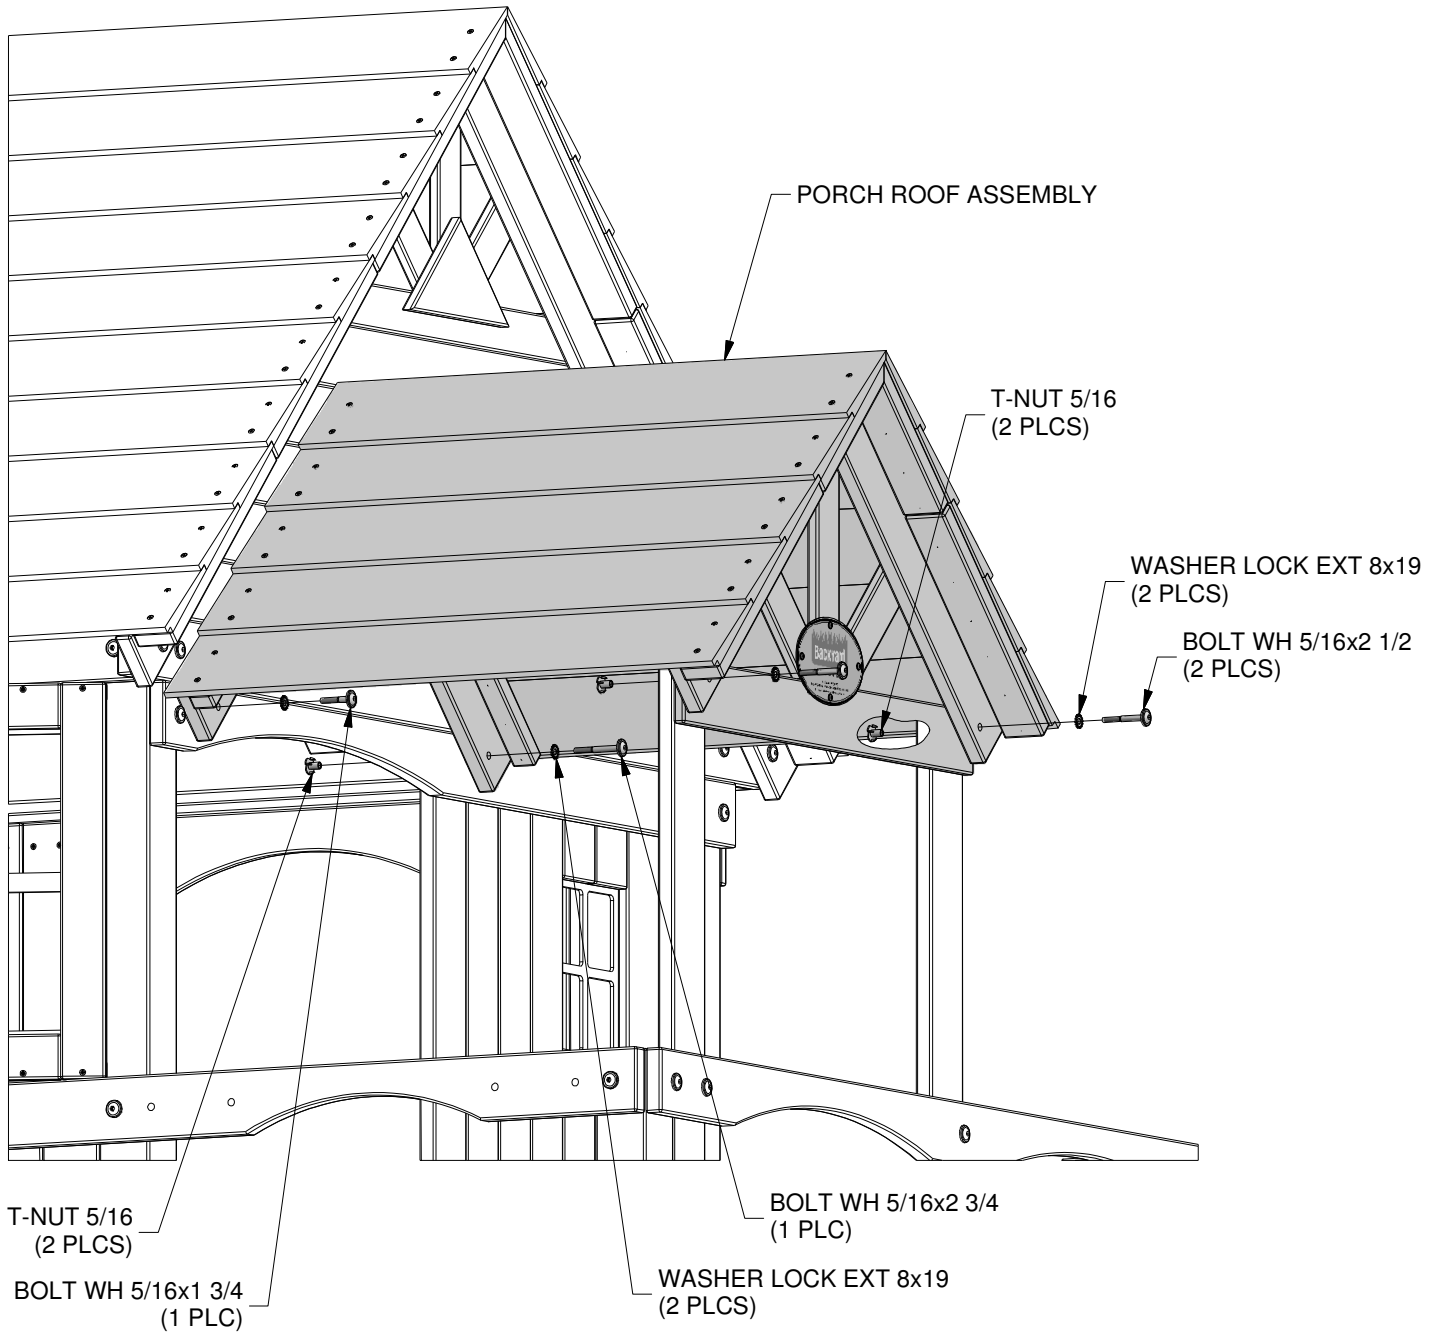 PORCH ROOF ASSEMBLY
T-NUT 5/16
(2 PLCS)
WASHER LOCK EXT 8x19
(2 PLCS)
BOLT WH 5/16x2 1/2
(2 PLCS)
Backyard
T-NUT 5/16
(2 PLCS)
BOLT WH 5/16x1 3/4
(1 PLC)
BOLT WH 5/16x2 3/4
(1 PLC)
WASHER LOCK EXT 8x19
(2 PLCS)